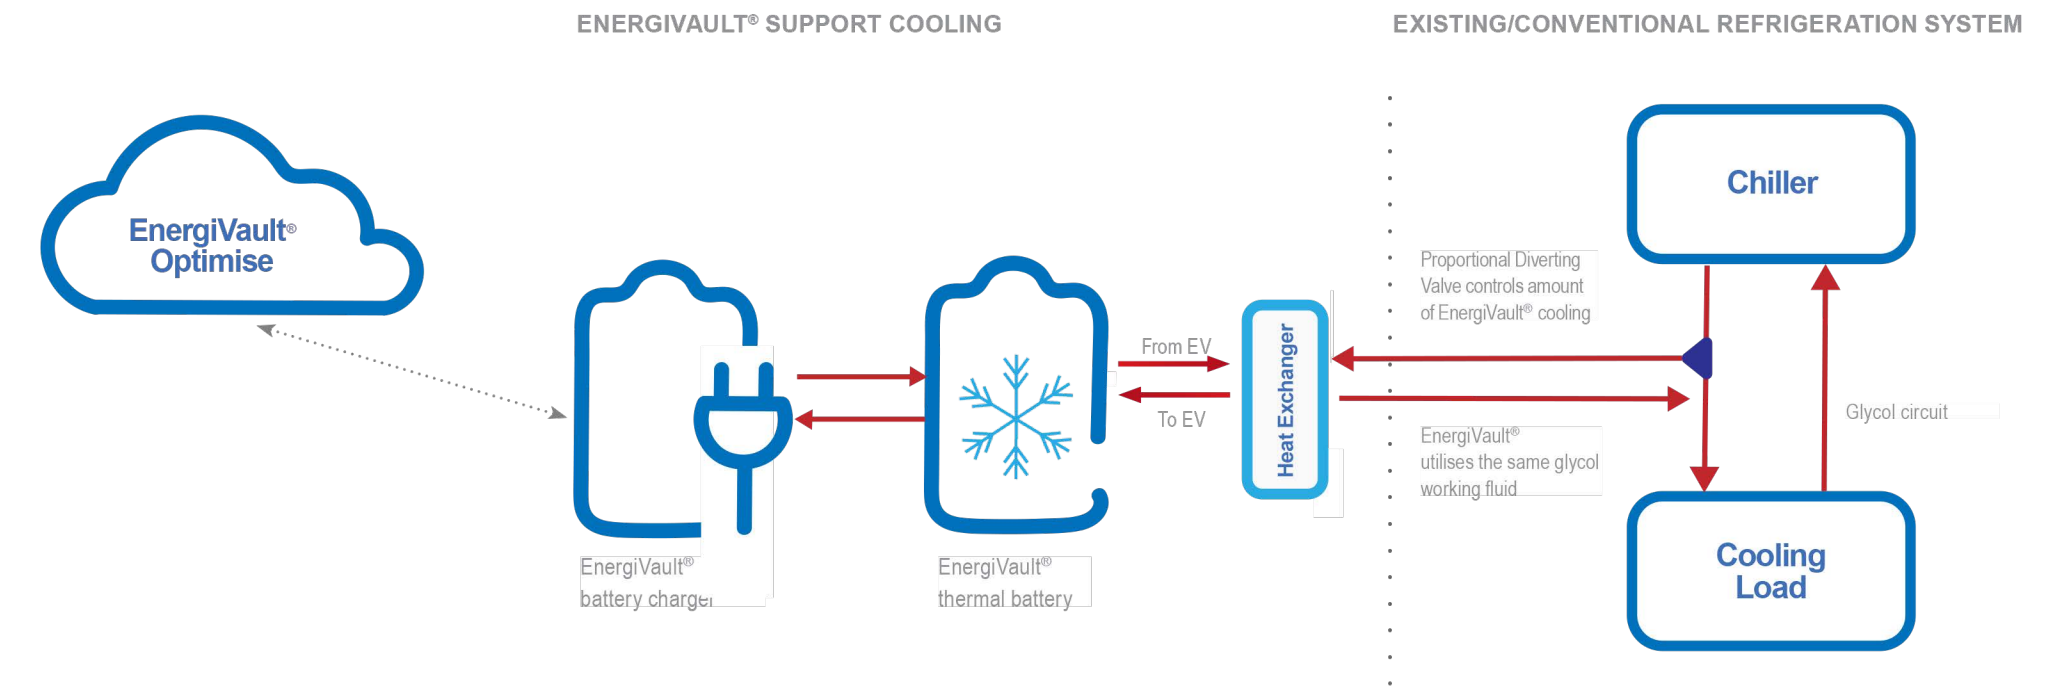 ENERGIVAULT® SUPPORT COOLING
EXISTING/CONVENTIONAL REFRIGERATION SYSTEM
EnergiVault®
Optimise
EnergiVault®
battery charger
EnergiVault®
thermal battery
From EV
To EV
Heat Exchanger
Proportional Diverting
Valve controls amount
of EnergiVault® cooling
EnergiVault®
utilises the same glycol
working fluid
Chiller
Glycol circuit
Cooling
Load